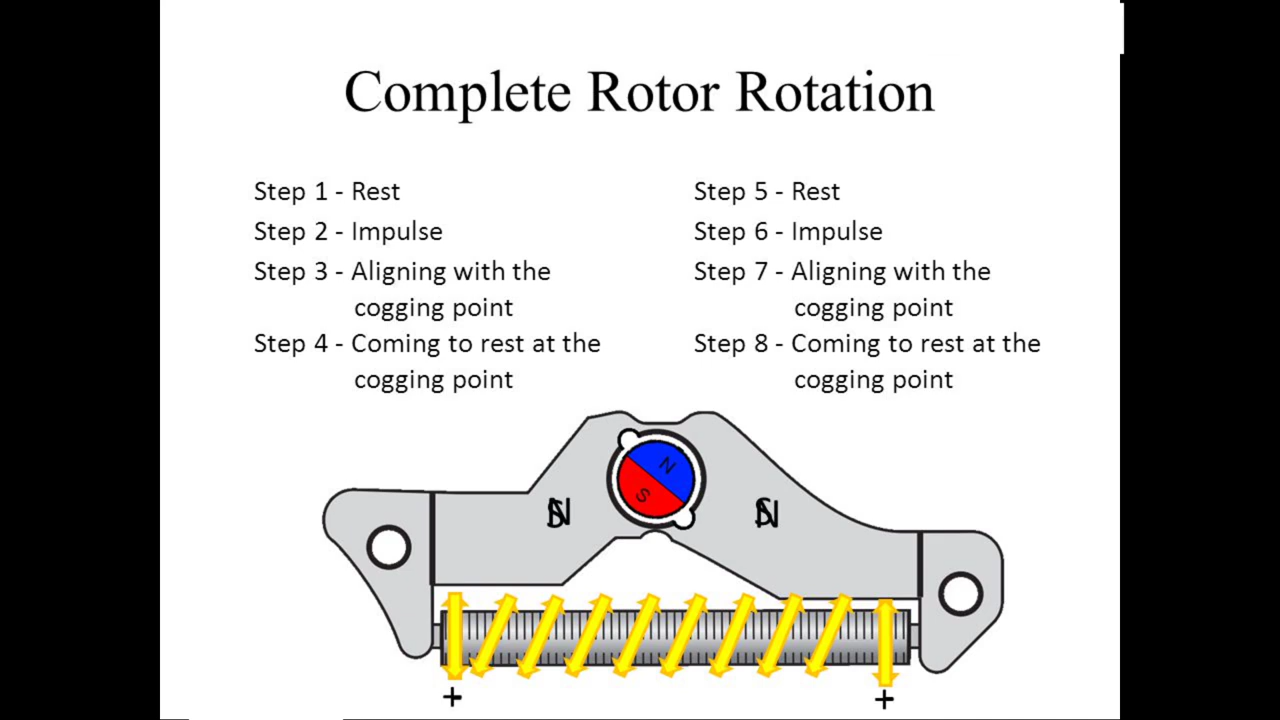 Complete Rotor Rotation
Step 1 - Rest
Step 2 - Impulse
Step 3 - Aligning with the
cogging point
Step 4 - Coming to rest at the
cogging point
Step 5 - Rest
Step 6 - Impulse
Step 7 - Aligning with the
cogging point
Step 8 - Coming to rest at the
cogging point
N
S
+
+